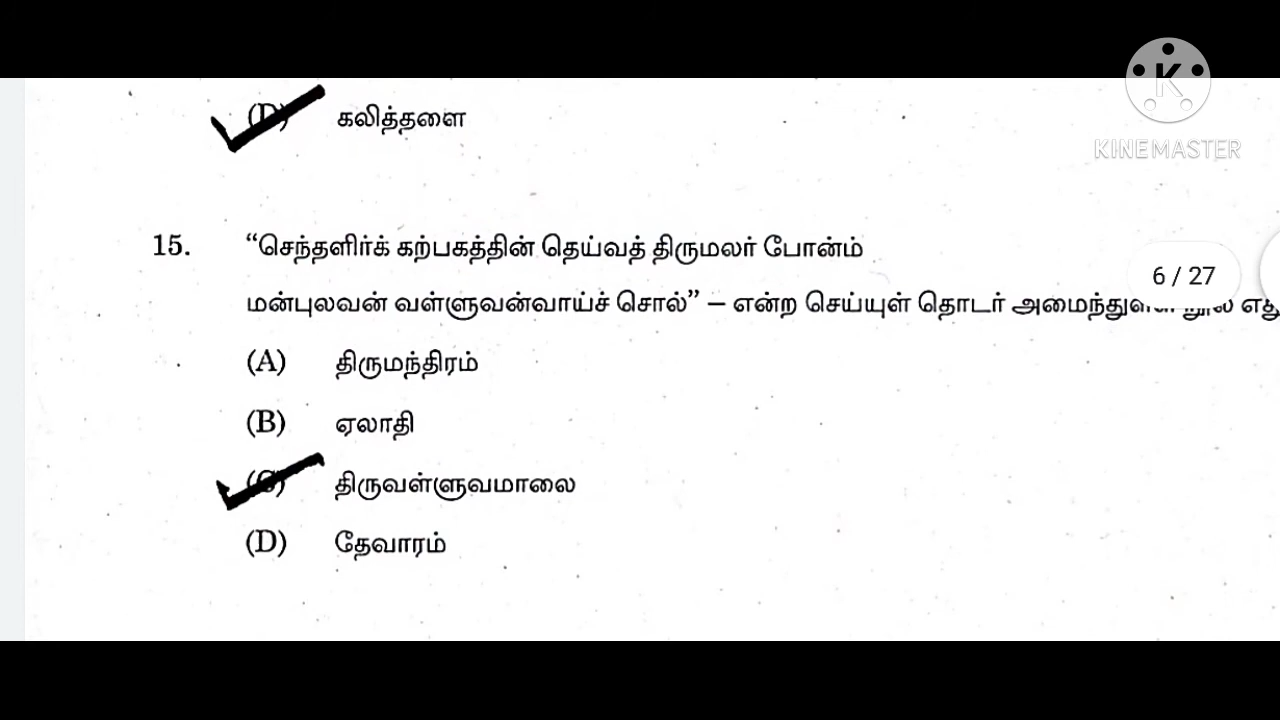 K
KINEMASTER
(D) கலித்தளை
15. “செந்தளிர்க் கற்பகத்தின் தெய்வத் திருமலர் போன்ம்
6 / 27
மன்புலவன் வள்ளுவன்வாய்ச் சொல்” – என்ற செய்யுள் தொடர் அமைந்துள்ள நூல் எது
(A) திருமந்திரம்
(B) ஏலாதி
(C) திருவள்ளுவமாலை
(D) தேவாரம்